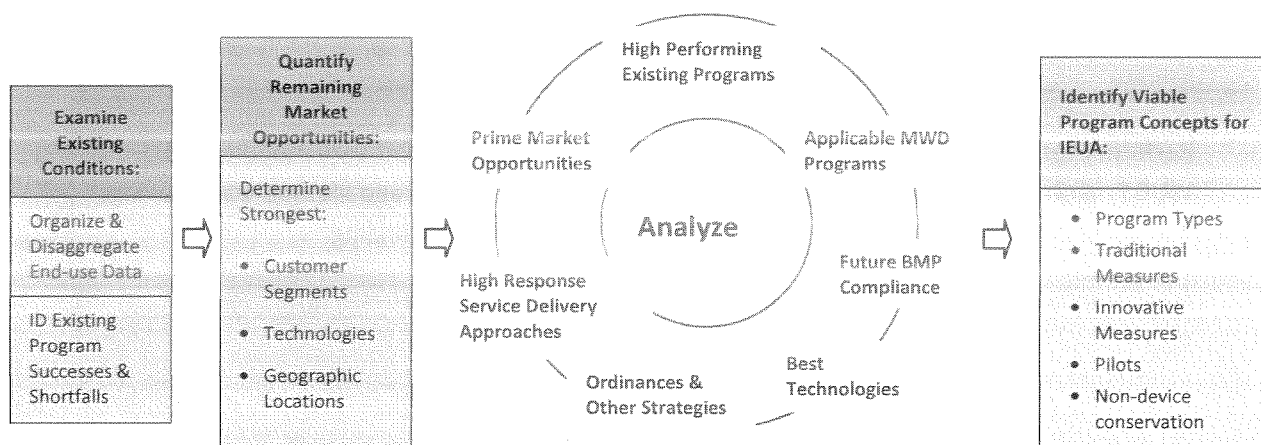 Examine
Existing
Conditions:
Organize &
Disaggregate
End-use Data
ID Existing
Program
Successes &
Shortfalls
Quantify
Remaining
Market
Opportunities:
Determine
Strongest:
• Customer
Segments
• Technologies
• Geographic
Locations
High Performing
Existing Programs
Prime Market
Opportunities
Applicable MWD
Programs
Analyze
High Response
Service Delivery
Approaches
Future BMP
Compliance
Ordinances &
Other Strategies
Best
Technologies
Identify Viable
Program Concepts for
IEUA:
• Program Types
• Traditional
Measures
• Innovative
Measures
• Pilots
• Non-device
conservation